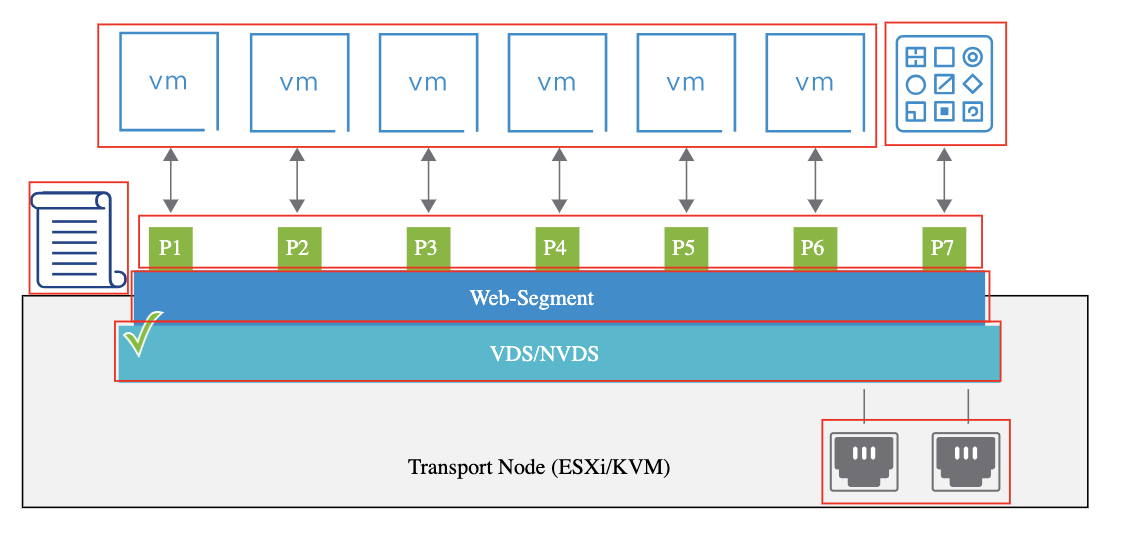 vm vm vm vm vm vm
P1 P2 P3 P4 P5 P6 P7
Web-Segment
VDS/NVDS
Transport Node (ESXi/KVM)